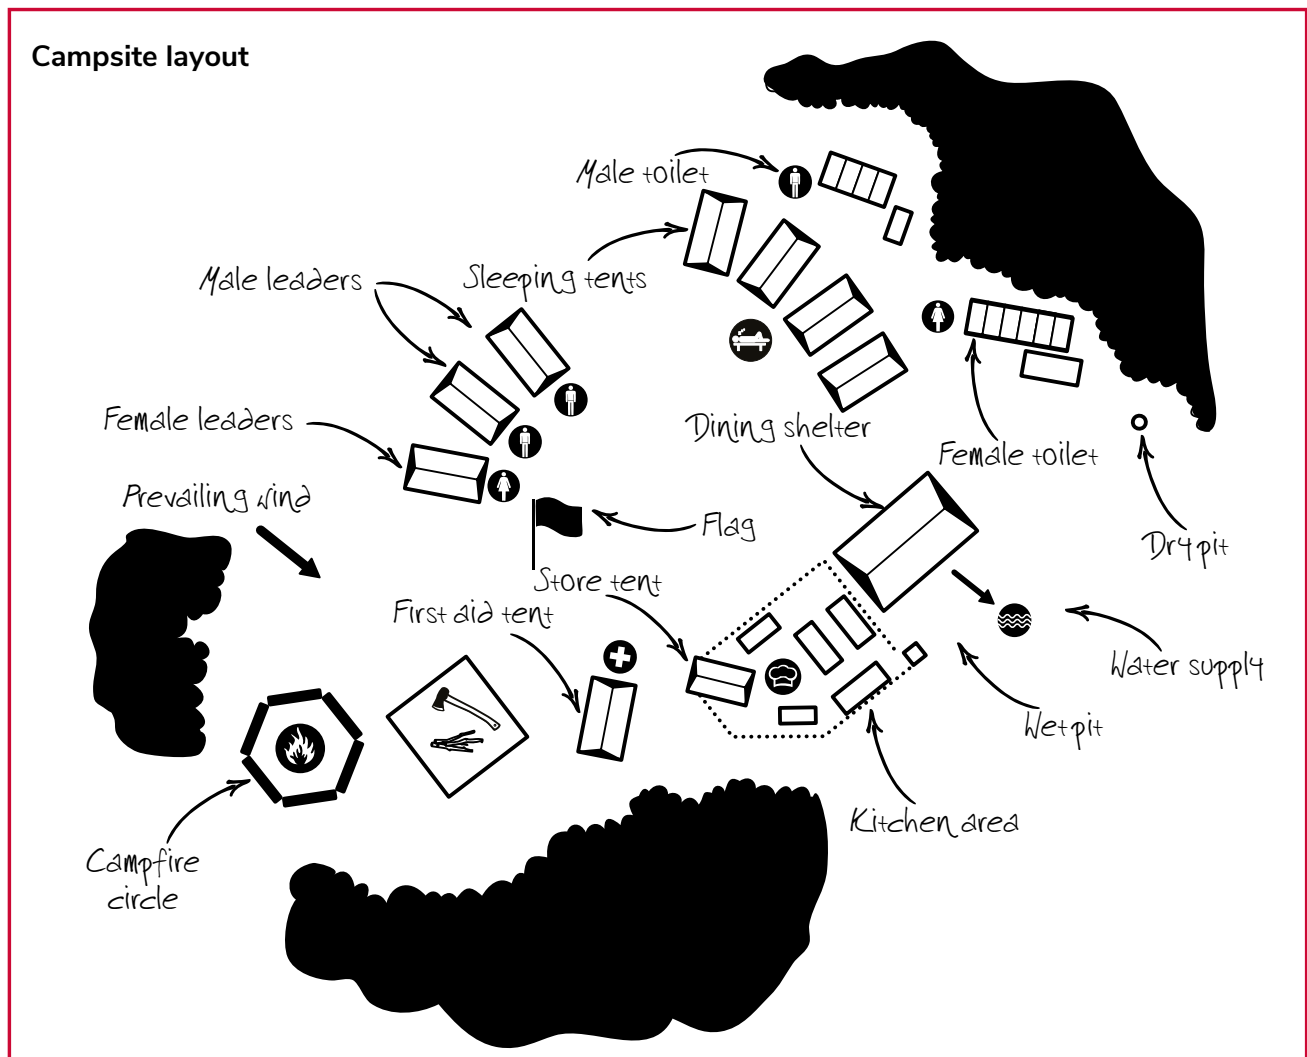 Campsite layout
Male toilet
Male leaders
Sleeping tents
Female leaders
Dining shelter
Female toilet
Prevailing wind
Flag
Dry pit
Store tent
First aid tent
Water supply
Wet pit
Kitchen area
Campfire
circle